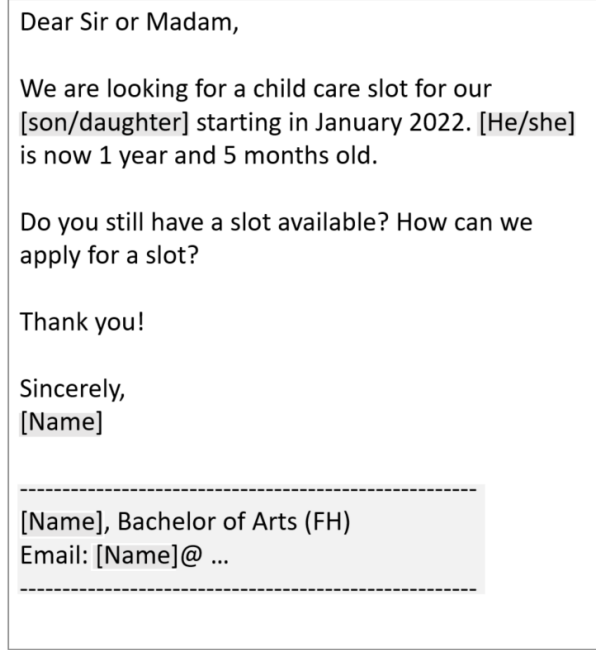 Dear Sir or Madam,
We are looking for a child care slot for our
[son/daughter] starting in January 2022. [He/she]
is now 1 year and 5 months old.
Do you still have a slot available? How can we
apply for a slot?
Thank you!
Sincerely,
[Name]
--------------------------------------------------------
[Name], Bachelor of Arts (FH)
Email: [Name]@ ...
--------------------------------------------------------